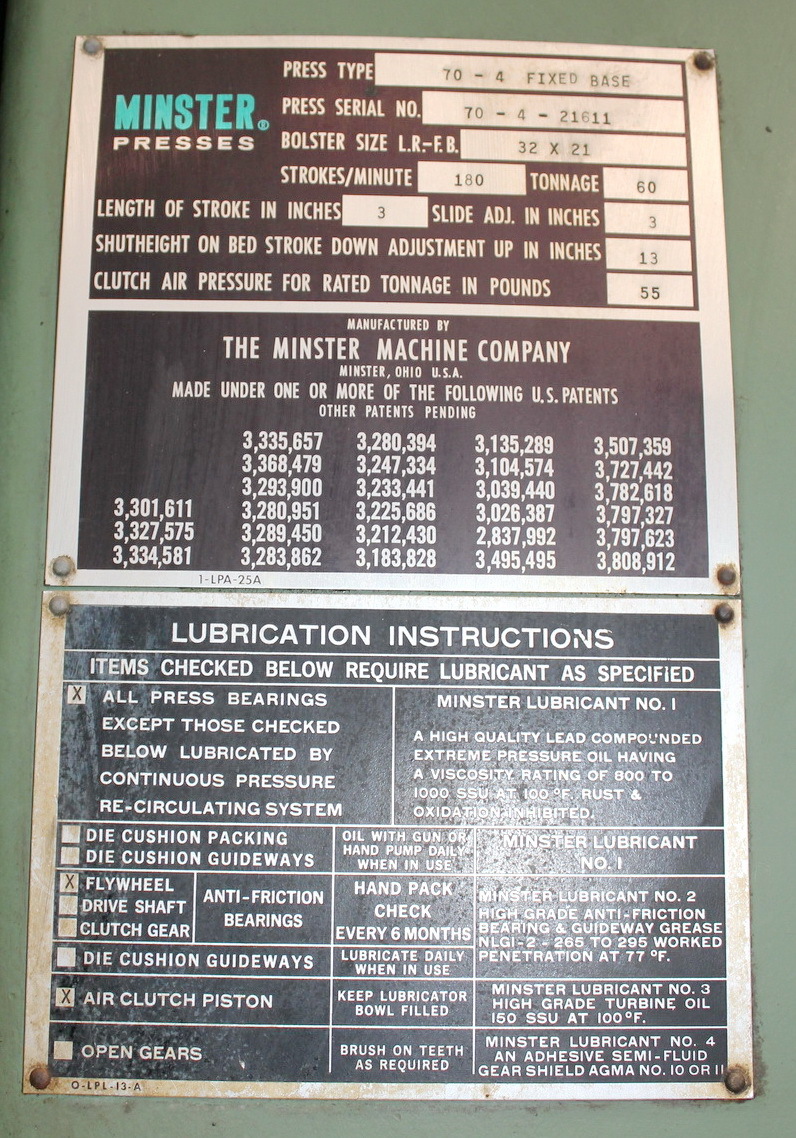 MINSTER®
PRESSES
PRESS TYPE 70 - 4 FIXED BASE
PRESS SERIAL NO. 70 - 4 - 21611
BOLSTER SIZE L.R.-F.B. 32 X 21
STROKES/MINUTE 180 TONNAGE 60
LENGTH OF STROKE IN INCHES 3 SLIDE ADJ. IN INCHES 3
SHUTHEIGHT ON BED STROKE DOWN ADJUSTMENT UP IN INCHES 13
CLUTCH AIR PRESSURE FOR RATED TONNAGE IN POUNDS 55
MANUFACTURED BY
THE MINSTER MACHINE COMPANY
MINSTER, OHIO U.S.A.
MADE UNDER ONE OR MORE OF THE FOLLOWING U.S. PATENTS
OTHER PATENTS PENDING
3,335,657 3,280,394 3,135,289 3,507,359
3,368,479 3,247,334 3,104,574 3,727,442
3,293,900 3,233,441 3,039,440 3,782,618
3,301,611 3,280,951 3,225,686 3,026,387 3,797,327
3,327,575 3,289,450 3,212,430 2,837,992 3,797,623
3,334,581 3,283,862 3,183,828 3,495,495 3,808,912
1-LPA-25A
LUBRICATION INSTRUCTIONS
ITEMS CHECKED BELOW REQUIRE LUBRICANT AS SPECIFIED
X ALL PRESS BEARINGS
EXCEPT THOSE CHECKED
BELOW LUBRICATED BY
CONTINUOUS PRESSURE
RE-CIRCULATING SYSTEM
MINSTER LUBRICANT NO. 1
A HIGH QUALITY LEAD COMPOUNDED
EXTREME PRESSURE OIL HAVING
A VISCOSITY RATING OF 800 TO
1000 SSU AT 100 °F. RUST &
OXIDATION INHIBITED.
DIE CUSHION PACKING
DIE CUSHION GUIDEWAYS
OIL WITH GUN OR
HAND PUMP DAILY
WHEN IN USE
MINSTER LUBRICANT
NO. 1
X FLYWHEEL
DRIVE SHAFT
CLUTCH GEAR
ANTI-FRICTION
BEARINGS
HAND PACK
CHECK
EVERY 6 MONTHS
MINSTER LUBRICANT NO. 2
HIGH GRADE ANTI-FRICTION
BEARING & GUIDEWAY GREASE
NLGI-2 - 265 TO 295 WORKED
PENETRATION AT 77 °F.
DIE CUSHION GUIDEWAYS
LUBRICATE DAILY
WHEN IN USE
X AIR CLUTCH PISTON
KEEP LUBRICATOR
BOWL FILLED
MINSTER LUBRICANT NO. 3
HIGH GRADE TURBINE OIL
150 SSU AT 100 °F.
OPEN GEARS
BRUSH ON TEETH
AS REQUIRED
MINSTER LUBRICANT NO. 4
AN ADHESIVE SEMI-FLUID
GEAR SHIELD AGMA NO. 10 OR 11
O-LPL-13-A